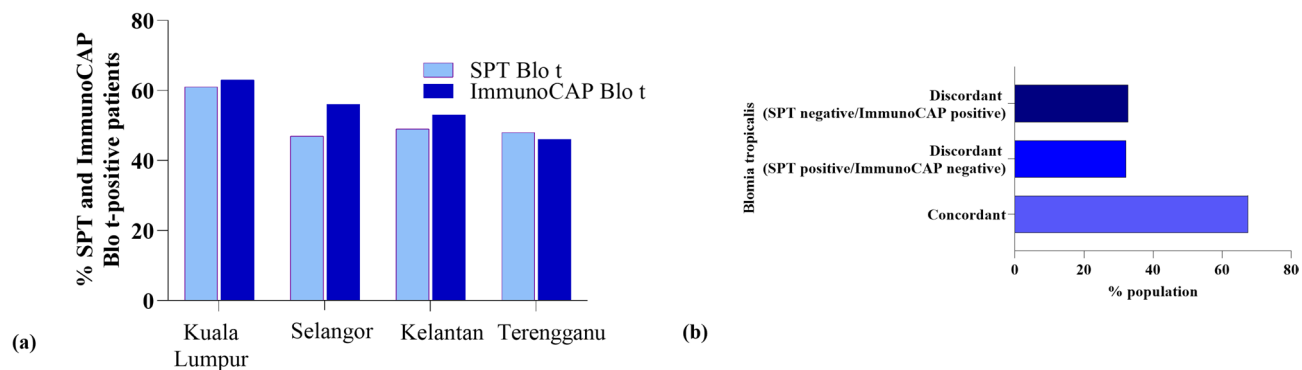 % SPT and ImmunoCAP
Blo t-positive patients
80
60
40
20
0
SPT Blo t
ImmunoCAP Blo t
Kuala
Lumpur
Selangor
Kelantan
Terengganu
(a)
Blomia tropicalis
Discordant
(SPT negative/ImmunoCAP positive)
Discordant
(SPT positive/ImmunoCAP negative)
Concordant
0
20
40
60
80
% population
(b)